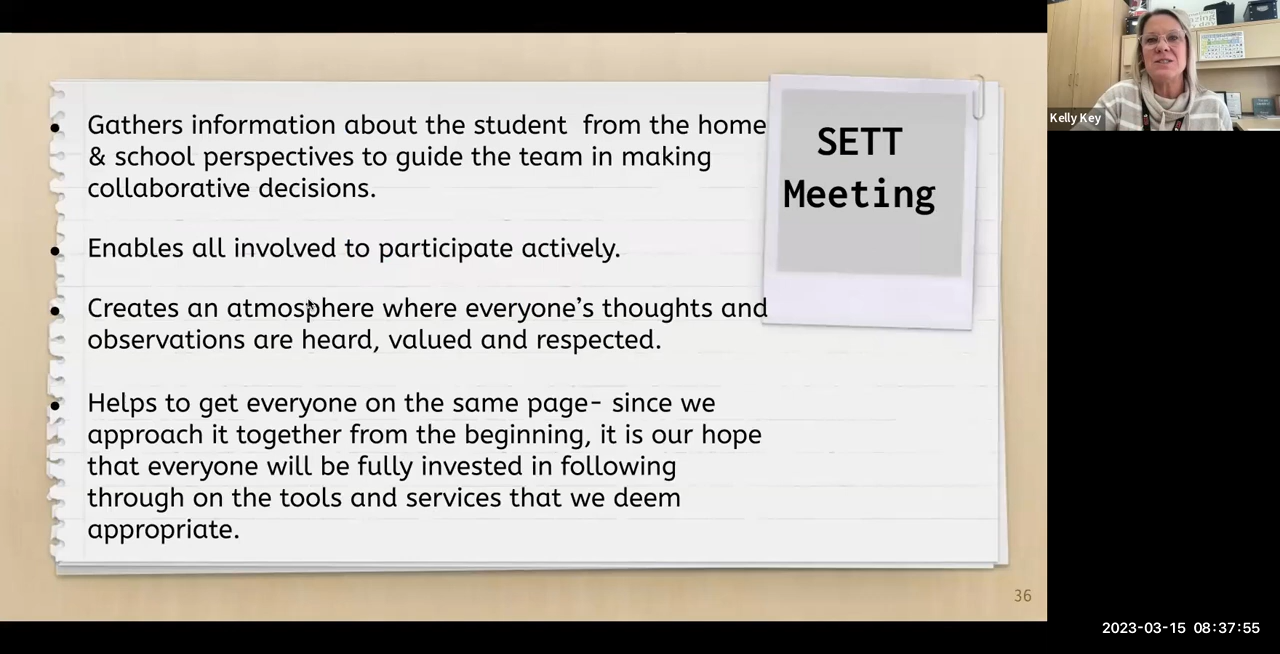 • Gathers information about the student  from the home
& school perspectives to guide the team in making
collaborative decisions.
• Enables all involved to participate actively.
• Creates an atmosphere where everyone’s thoughts and
observations are heard, valued and respected.
• Helps to get everyone on the same page- since we
approach it together from the beginning, it is our hope
that everyone will be fully invested in following
through on the tools and services that we deem
appropriate.
SETT
Meeting
36
Kelly Key
2023-03-15 08:37:55